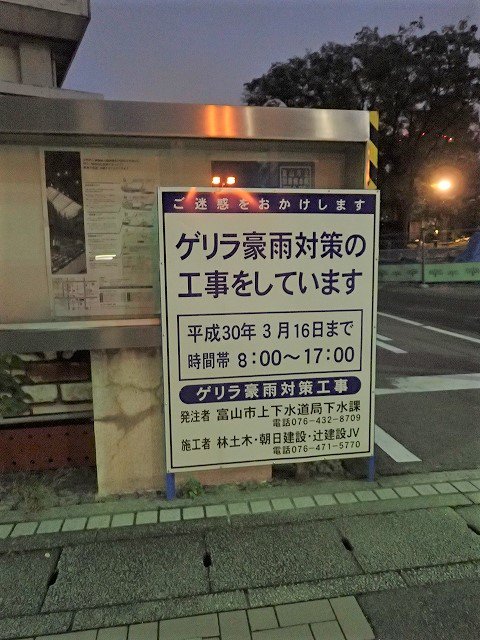 ご迷惑をおかけします
ゲリラ豪雨対策の
工事をしています
平成30年 3月16日まで
時間帯 8:00～17:00
ゲリラ豪雨対策工事
発注者 富山市上下水道局下水課
電話076-432-8709
施工者 林土木・朝日建設・辻建設JV
電話076-471-5770